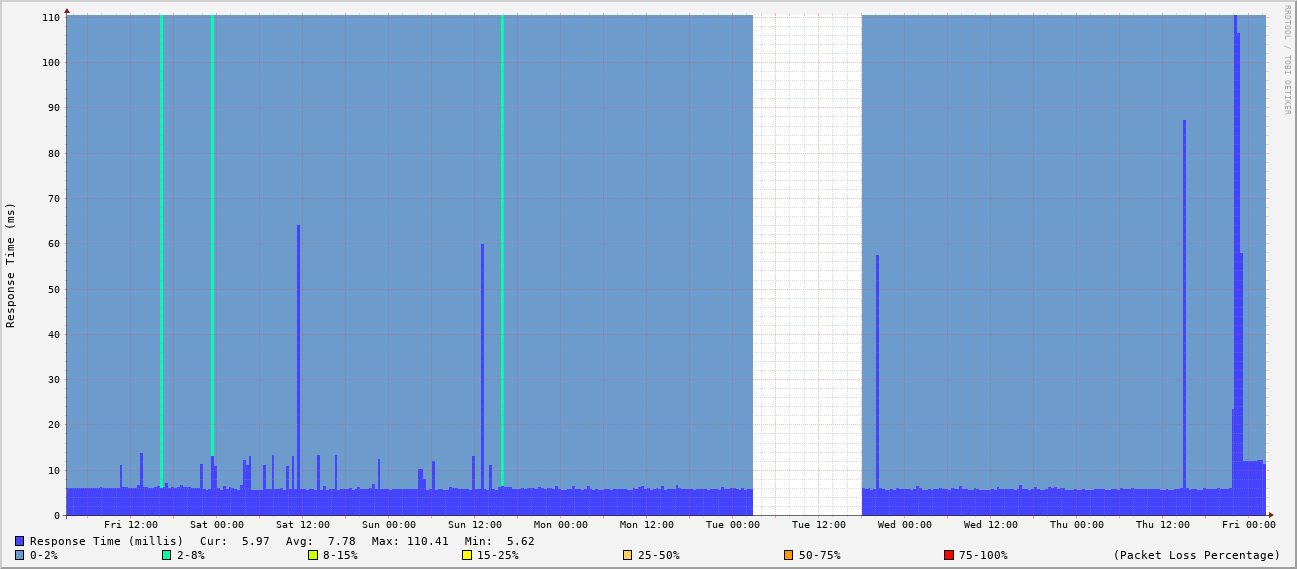 RRDTOOL / TOBI OETIKER
Response Time (ms)
110
100
90
80
70
60
50
40
30
20
10
0
Fri 12:00 Sat 00:00 Sat 12:00 Sun 00:00 Sun 12:00 Mon 00:00 Mon 12:00 Tue 00:00 Tue 12:00 Wed 00:00 Wed 12:00 Thu 00:00 Thu 12:00 Fri 00:00
Response Time (millis) Cur: 5.97 Avg: 7.78 Max: 110.41 Min: 5.62
0-2% 2-8% 8-15% 15-25% 25-50% 50-75% 75-100% (Packet Loss Percentage)